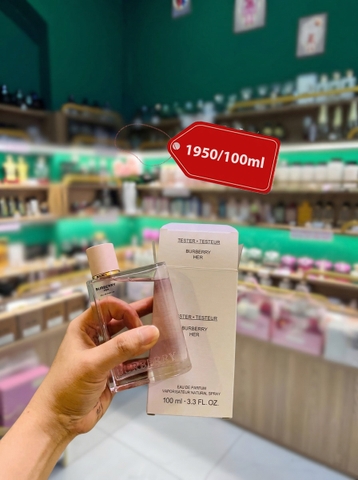 1950/100ml
TESTER • TESTEUR
BURBERRY
HER
TESTER • TESTEUR
BURBERRY
HER
EAU DE PARFUM
VAPORISATEUR NATURAL SPRAY
100 ml · 3.3 FL. OZ.
BURBERRY